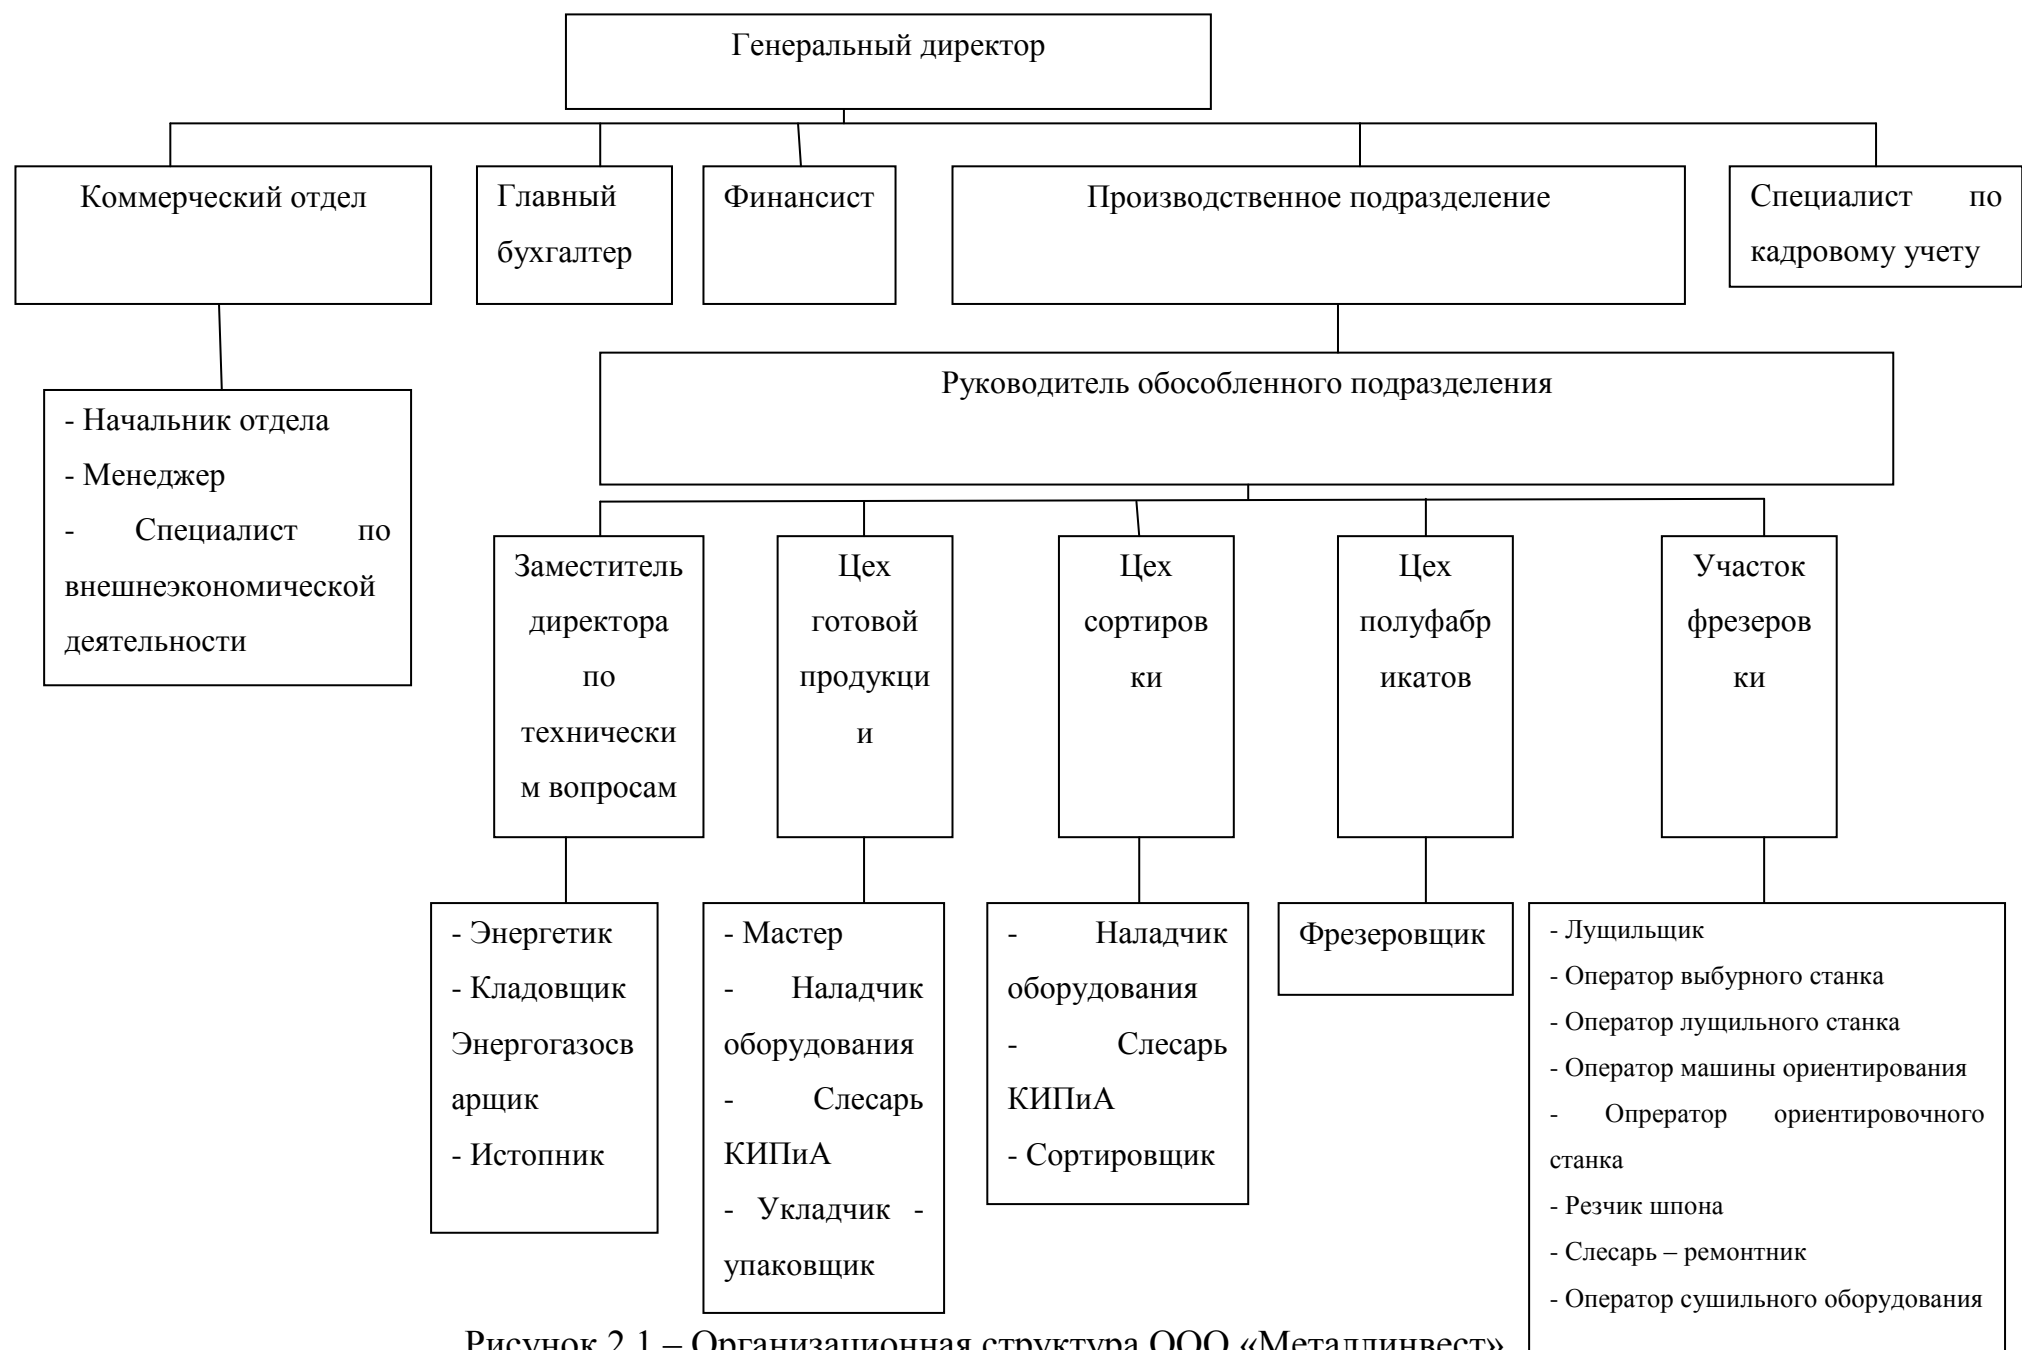 Генеральный директор
Коммерческий отдел
Главный
бухгалтер
Финансист
Производственное подразделение
Специалист по
кадровому учету
Руководитель обособленного подразделения
- Начальник отдела
- Менеджер
- Специалист по
внешнеэкономической
деятельности
Заместитель
директора
по
технически
м вопросам
Цех
готовой
продукци
и
Цех
сортиров
ки
Цех
полуфабр
икатов
Участок
фрезеров
ки
- Энергетик
- Кладовщик
Энергогазосв
арщик
- Истопник
- Мастер
- Наладчик
оборудования
- Слесарь
КИПиА
- Укладчик -
упаковщик
- Наладчик
оборудования
- Слесарь
КИПиА
- Сортировщик
Фрезеровщик
- Лущильщик
- Оператор выбурного станка
- Оператор лущильного станка
- Оператор машины ориентирования
- Опрератор ориентировочного
станка
- Резчик шпона
- Слесарь – ремонтник
- Оператор сушильного оборудования
Рисунок 2.1 – Организационная структура ООО «Металлинвест»